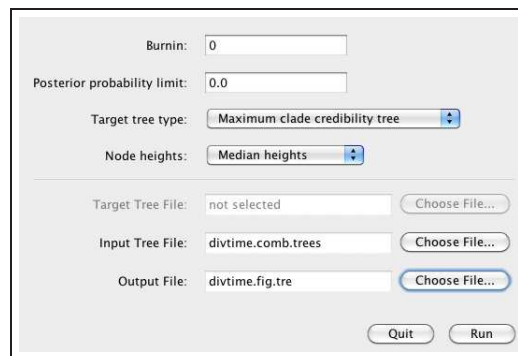 Burnin: 0
Posterior probability limit: 0.0
Target tree type: Maximum clade credibility tree
Node heights: Median heights
Target Tree File: not selected Choose File...
Input Tree File: divtime.comb.trees Choose File...
Output File: divtime.fig.tre Choose File...
Quit Run